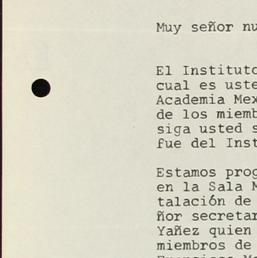 Muy señor nu
El Instituto
cual es uste
Academia Mex
de los miemb
siga usted s
fue del Inst
Estamos prog
en la Sala M
talación de
ñor secretar
Yañez quien
miembros de